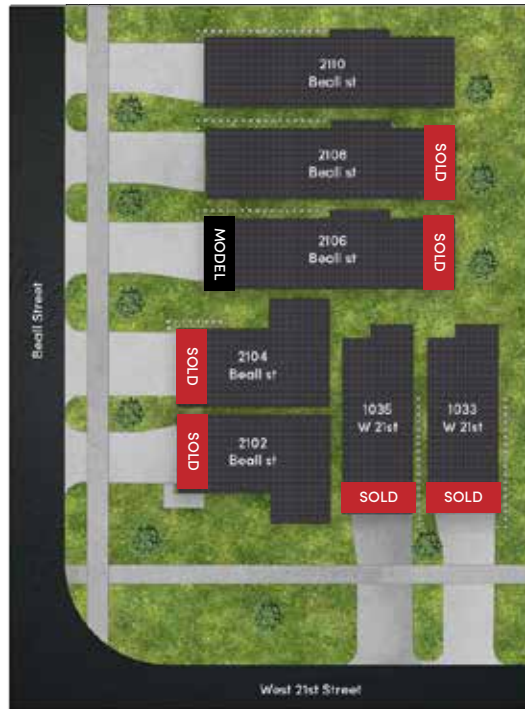 2110
Beall st
2108
Beall st
SOLD
MODEL
2106
Beall st
SOLD
SOLD
2104
Beall st
SOLD
2102
Beall st
1035
W 21st
SOLD
1033
W 21st
SOLD
Beall Street
West 21st Street